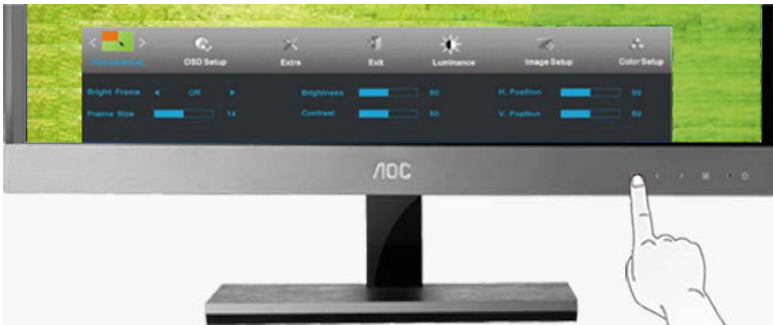 Picture Boost
OSD Setup
Extra
Exit
Luminance
Image Setup
Color Setup
Bright Frame Off Brightness 50 H. Position 50
Frame Size 14 Contrast 50 V. Position 50
AOC